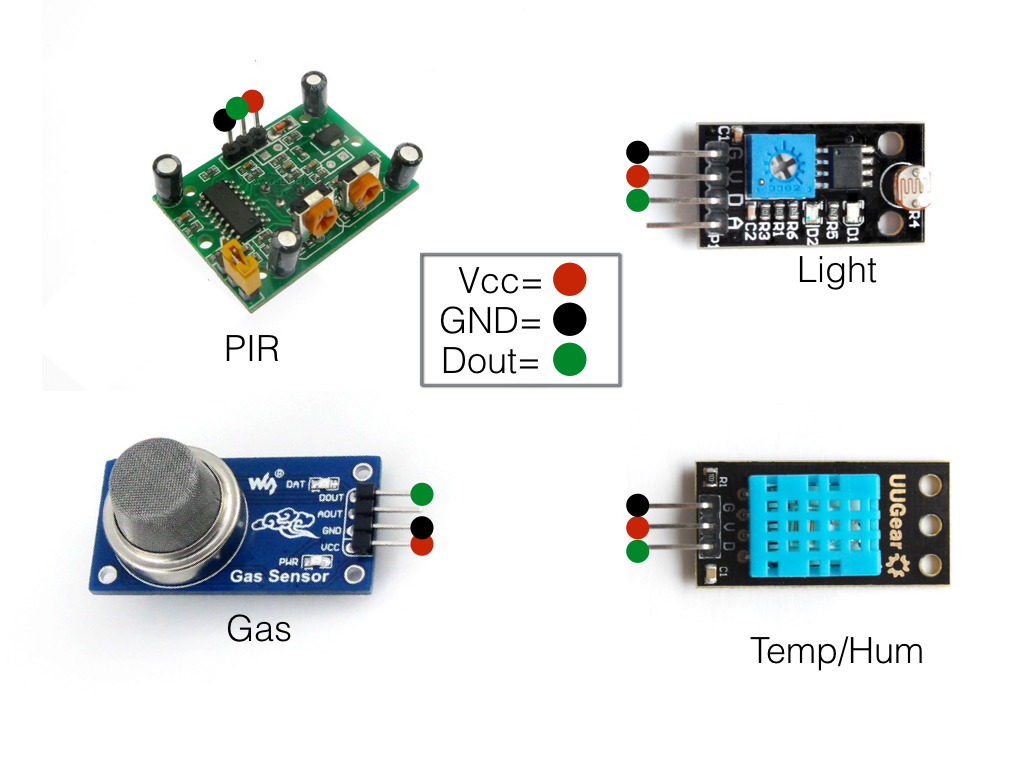 C1
G
V
D
A
P1
C2
R3
R1
R6
D2
R5
D1
R4
Light
Vcc=
GND=
Dout=
PIR
DAT
DOUT
AOUT
GND
VCC
PWR
Gas Sensor
Gas
R1
G
V
D
C1
UUGear
Temp/Hum